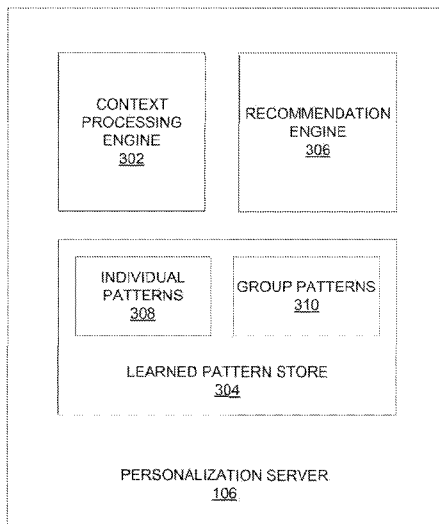 CONTEXT
PROCESSING
ENGINE
302
RECOMMENDATION
ENGINE
306
INDIVIDUAL
PATTERNS
308
GROUP PATTERNS
310
LEARNED PATTERN STORE
304
PERSONALIZATION SERVER
106